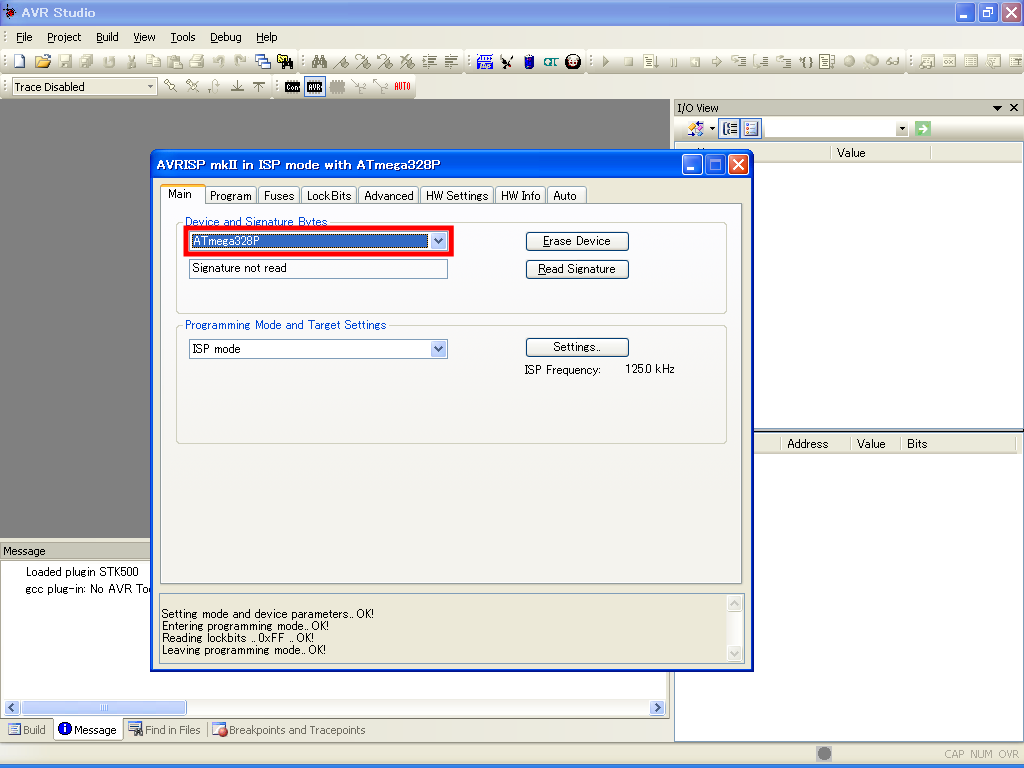 AVR Studio
File Project Build View Tools Debug Help
Trace Disabled
Con
AVR
AUTO
I/O View
Value
AVRISP mkII in ISP mode with ATmega328P
Main Program Fuses LockBits Advanced HW Settings HW Info Auto
Device and Signature Bytes
ATmega328P
Erase Device
Signature not read
Read Signature
Programming Mode and Target Settings
ISP mode
Settings..
ISP Frequency: 125.0 kHz
Address Value Bits
Setting mode and device parameters.. OK!
Entering programming mode.. OK!
Reading lockbits .. 0xFF .. OK!
Leaving programming mode.. OK!
Message
Loaded plugin STK500
gcc plug-in: No AVR
Build Message Find in Files Breakpoints and Tracepoints
CAP NUM OVR